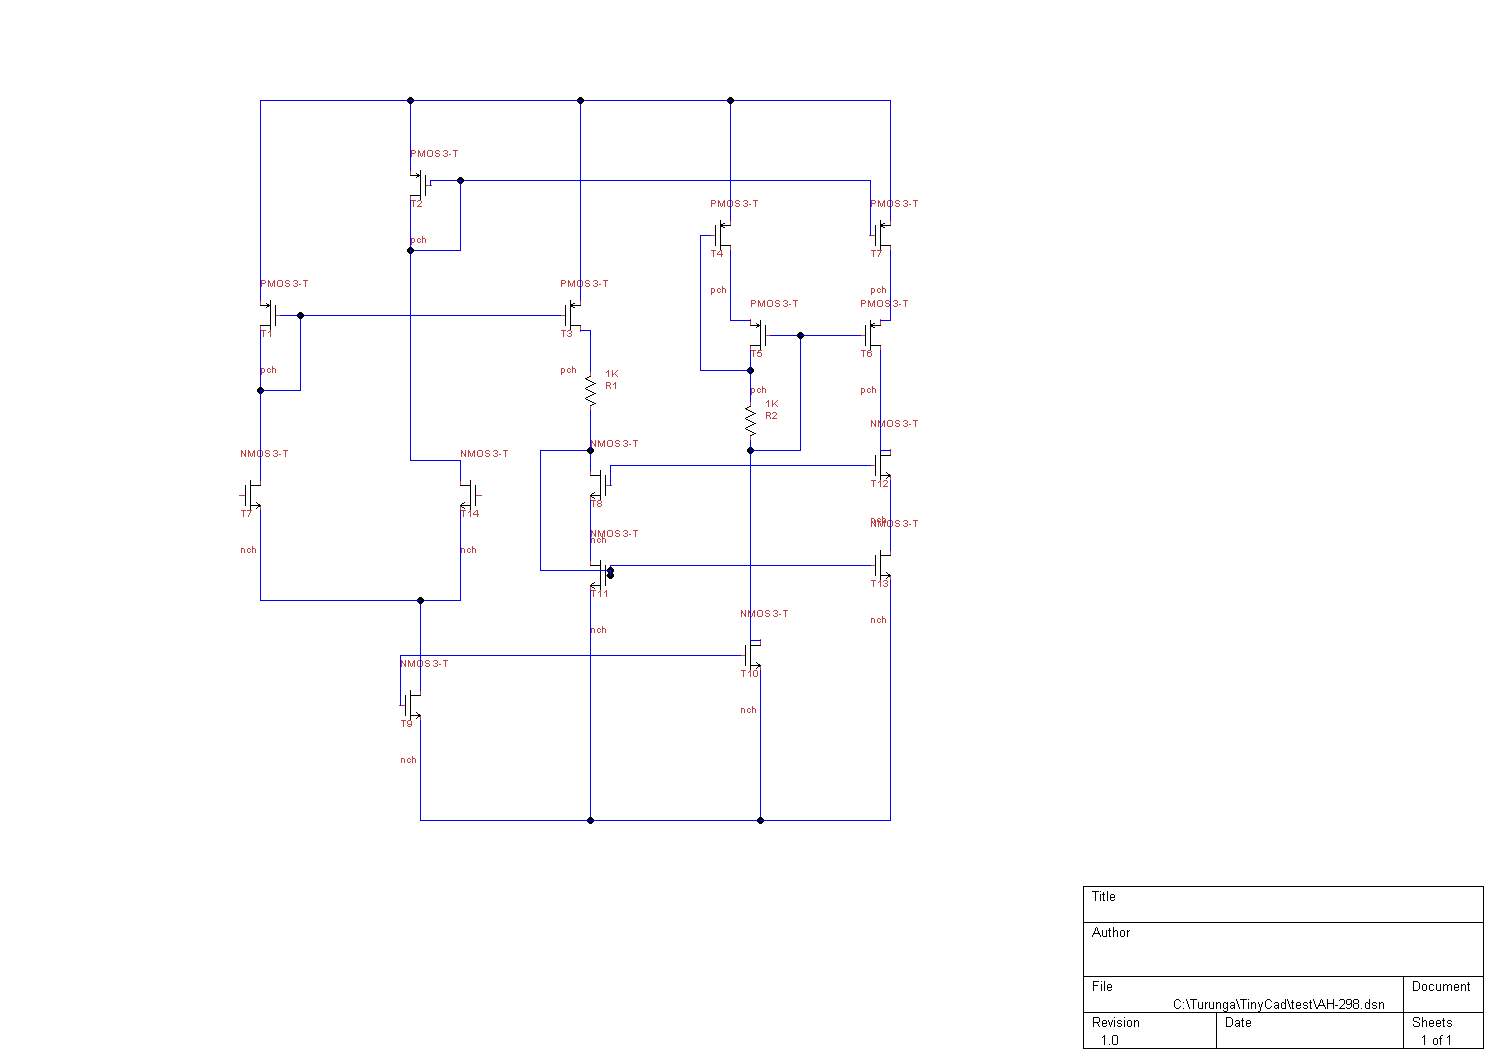 PMOS3-T
T2
pch
PMOS3-T
T4
pch
PMOS3-T
T7
pch
PMOS3-T
T1
pch
PMOS3-T
T3
pch
PMOS3-T
T5
pch
PMOS3-T
T6
pch
1K
R1
1K
R2
NMOS3-T
T7
nch
NMOS3-T
T14
nch
NMOS3-T
T8
nch
NMOS3-T
T12
nch
NMOS3-T
T11
nch
NMOS3-T
T13
nch
NMOS3-T
T10
nch
NMOS3-T
T9
nch
Title
Author
File
C:\Turunga\TinyCad\test\AH-298.dsn
Document
Revision
1.0
Date
Sheets
1 of 1